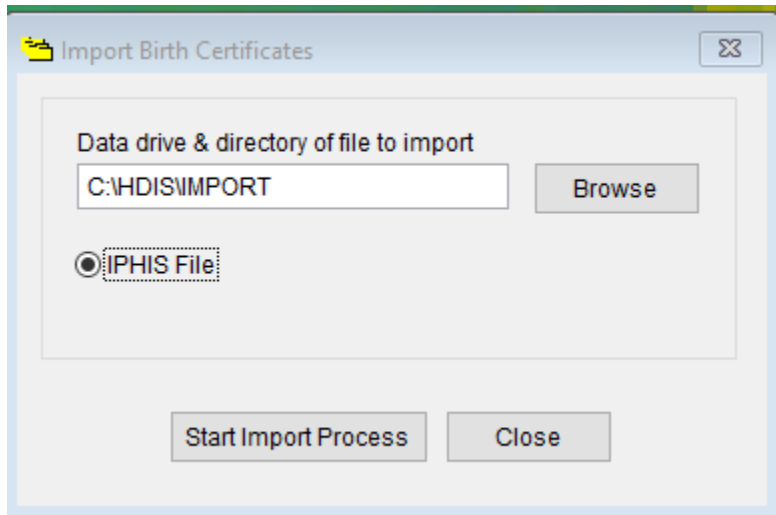 Import Birth Certificates
Data drive & directory of file to import
C:\HDIS\IMPORT
Browse
IPHIS File
Start Import Process
Close